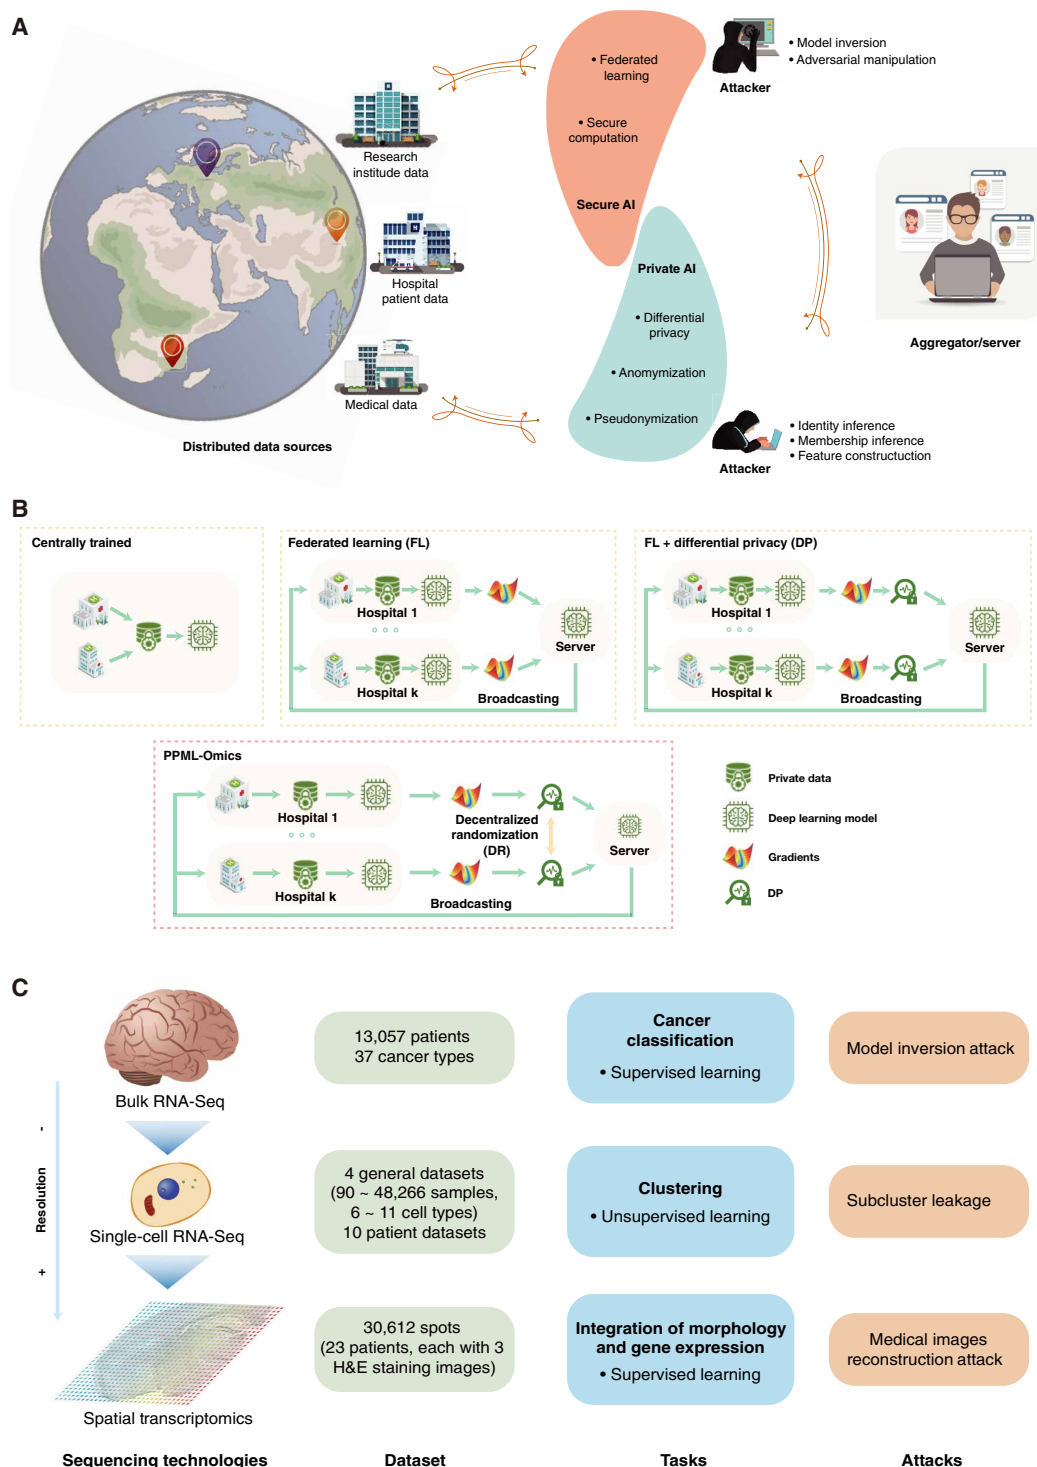 A
• Federated
learning
• Secure
computation
Secure AI
Attacker
• Model inversion
• Adversarial manipulation
Research
institude data
Hospital
patient data
Medical data
Distributed data sources
Private AI
• Differential
privacy
• Anomymization
• Pseudonymization
Attacker
• Identity inference
• Membership inference
• Feature constructuction
Aggregator/server
B
Centrally trained
Federated learning (FL)
Hospital 1
Hospital k
Server
Broadcasting
FL + differential privacy (DP)
Hospital 1
Hospital k
Server
Broadcasting
PPML-Omics
Hospital 1
Hospital k
Decentralized
randomization
(DR)
Server
Broadcasting
Private data
Deep learning model
Gradients
DP
C
Resolution
-
+
Bulk RNA-Seq
13,057 patients
37 cancer types
Cancer
classification
• Supervised learning
Model inversion attack
Single-cell RNA-Seq
4 general datasets
(90 ~ 48,266 samples,
6 ~ 11 cell types)
10 patient datasets
Clustering
• Unsupervised learning
Subcluster leakage
Spatial transcriptomics
30,612 spots
(23 patients, each with 3
H&E staining images)
Integration of morphology
and gene expression
• Supervised learning
Medical images
reconstruction attack
Sequencing technologies
Dataset
Tasks
Attacks